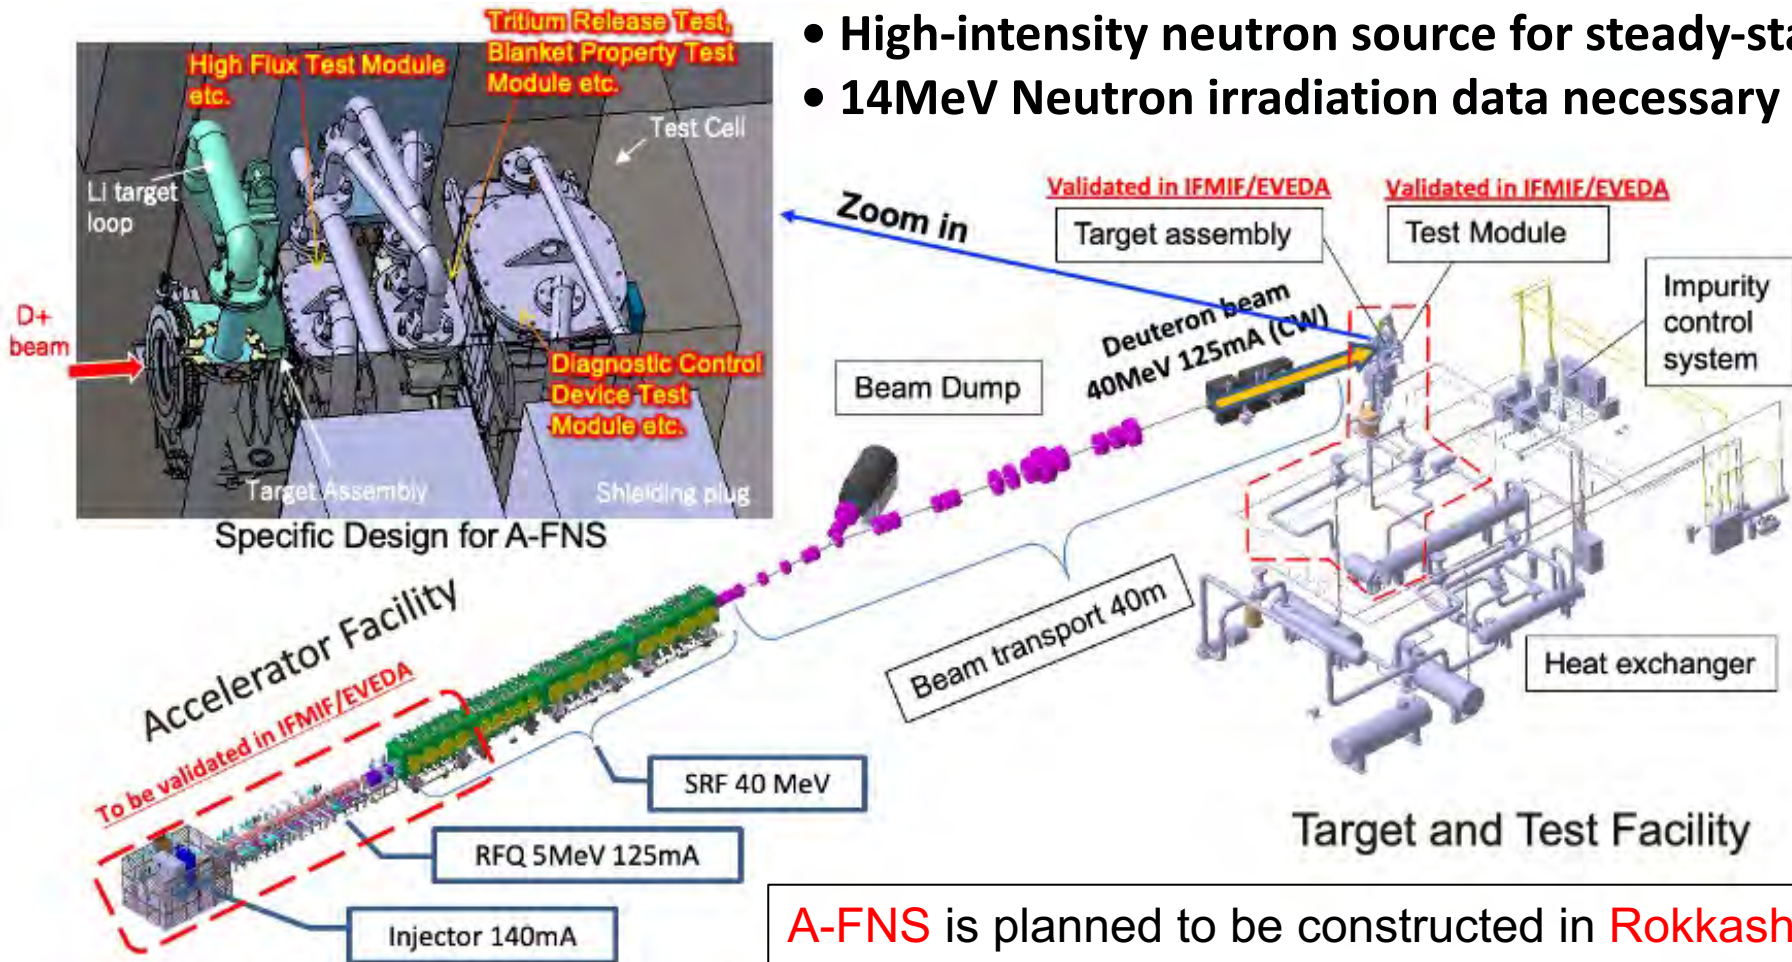 • High-intensity neutron source for steady-sta
• 14MeV Neutron irradiation data necessary
Tritium Release Test,
Blanket Property Test
Module etc.
High Flux Test Module
etc.
Test Cell
Li target
loop
D+
beam
Diagnostic Control
Device Test
Module etc.
Target Assembly
Shielding plug
Specific Design for A-FNS
Zoom in
Validated in IFMIF/EVEDA
Target assembly
Validated in IFMIF/EVEDA
Test Module
Impurity
control
system
Deuteron beam
40MeV 125mA (CW)
Beam Dump
Beam transport 40m
Heat exchanger
Accelerator Facility
To be validated in IFMIF/EVEDA
SRF 40 MeV
RFQ 5MeV 125mA
Injector 140mA
Target and Test Facility
A-FNS is planned to be constructed in Rokkash